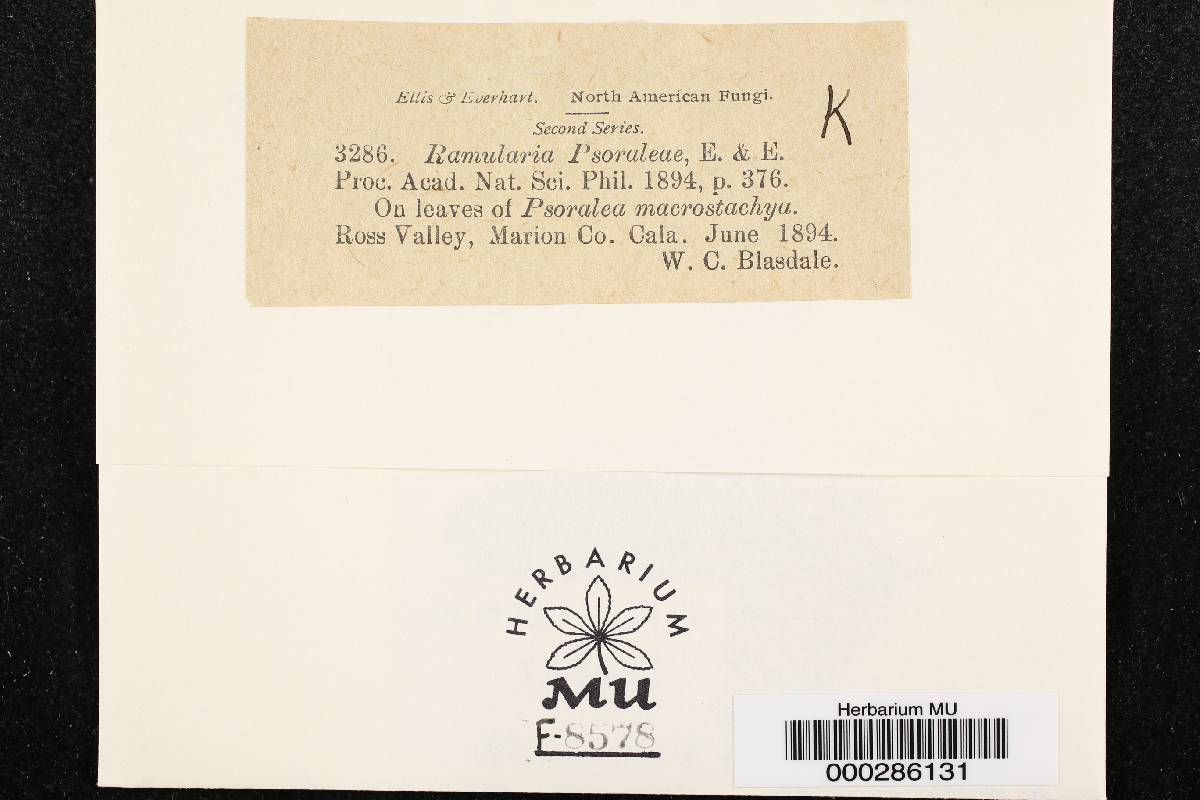 Ellis & Everhart. North American Fungi.
K
Second Series.
3286. Ramularia Psoraleae, E. & E.
Proc. Acad. Nat. Sci. Phil. 1894, p. 376.
On leaves of Psoralea macrostachya.
Ross Valley, Marion Co. Cala. June 1894.
W. C. Blasdale.
HERBARIUM
MU
F-8578
Herbarium MU
000286131